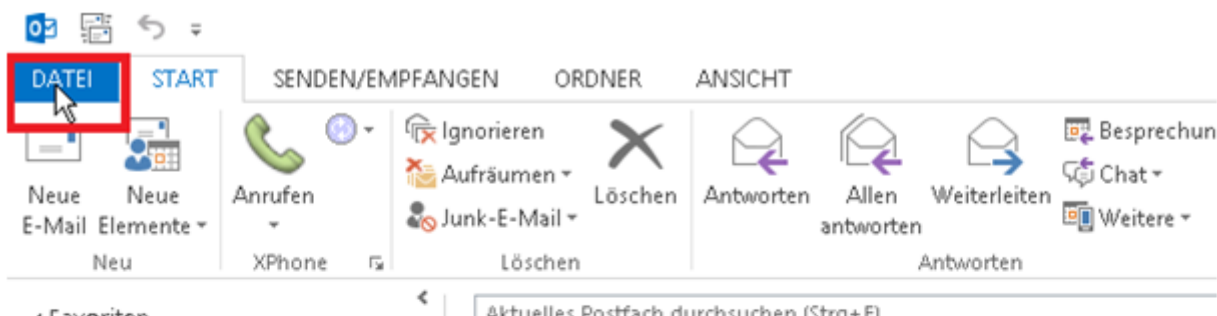 DATEI START SENDEN/EMPFANGEN ORDNER ANSICHT
Neue E-Mail
Neue Elemente
Anrufen
Ignorieren
Aufräumen
Junk-E-Mail
Löschen
Antworten
Allen antworten
Weiterleiten
Besprechun
Chat
Weitere
Neu XPhone Löschen Antworten
Favoriten
Aktuelles Postfach durchsuchen (Strg+E)